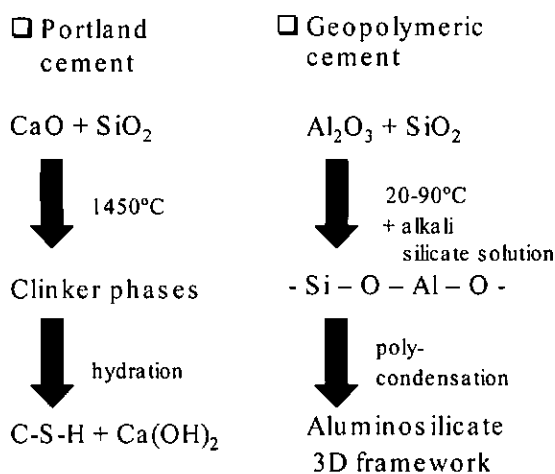 ❑ Portland
cement
CaO + SiO₂
1450°C
Clinker phases
hydration
C-S-H + Ca(OH)₂
❑ Geopolymeric
cement
Al₂O₃ + SiO₂
20-90°C
+ alkali
silicate solution
- Si – O – Al – O -
poly-
condensation
Aluminosilicate
3D framework